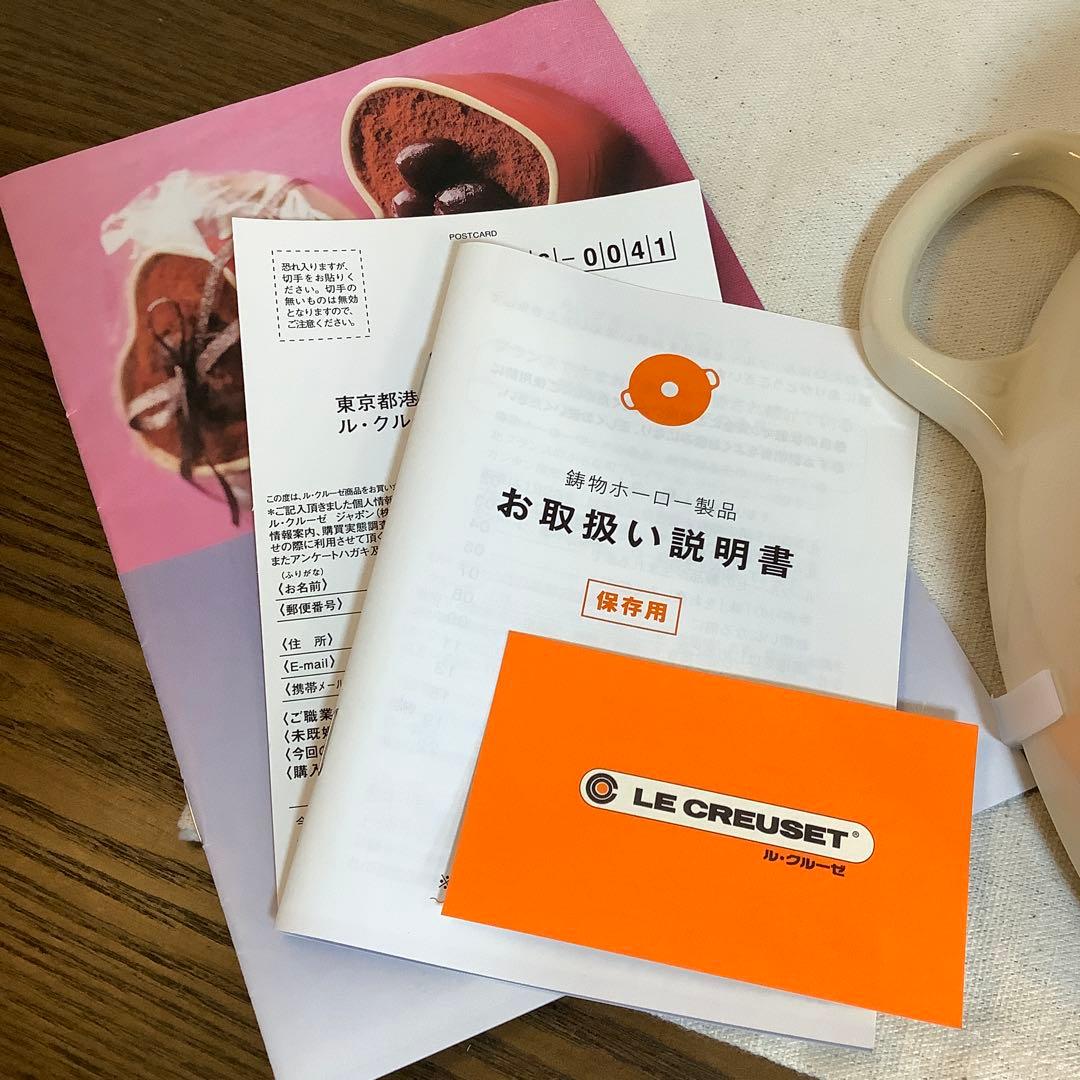 POSTCARD
-0041
恐れ入りますが、
切手をお貼りく
ださい。切手の
無いものは無効
となりますので、
ご注意ください。
東京都港
ル・クル
この度は、ル・クルーゼ商品をお買い
*ご記入頂きました個人情報
ル・クルーゼ ジャポン(株
情報案内、購買実態調査
せの際に利用させて頂く
またアンケートハガキ及
(ふりがな)
〈お名前〉
〈郵便番号〉
〈住 所〉
〈E-mail〉
〈携帯メール
〈ご職業
〈未既婚
〈今回の
〈購入
鋳物ホーロー製品
お取扱い説明書
保存用
※
LE CREUSET®
ル・クルーゼ